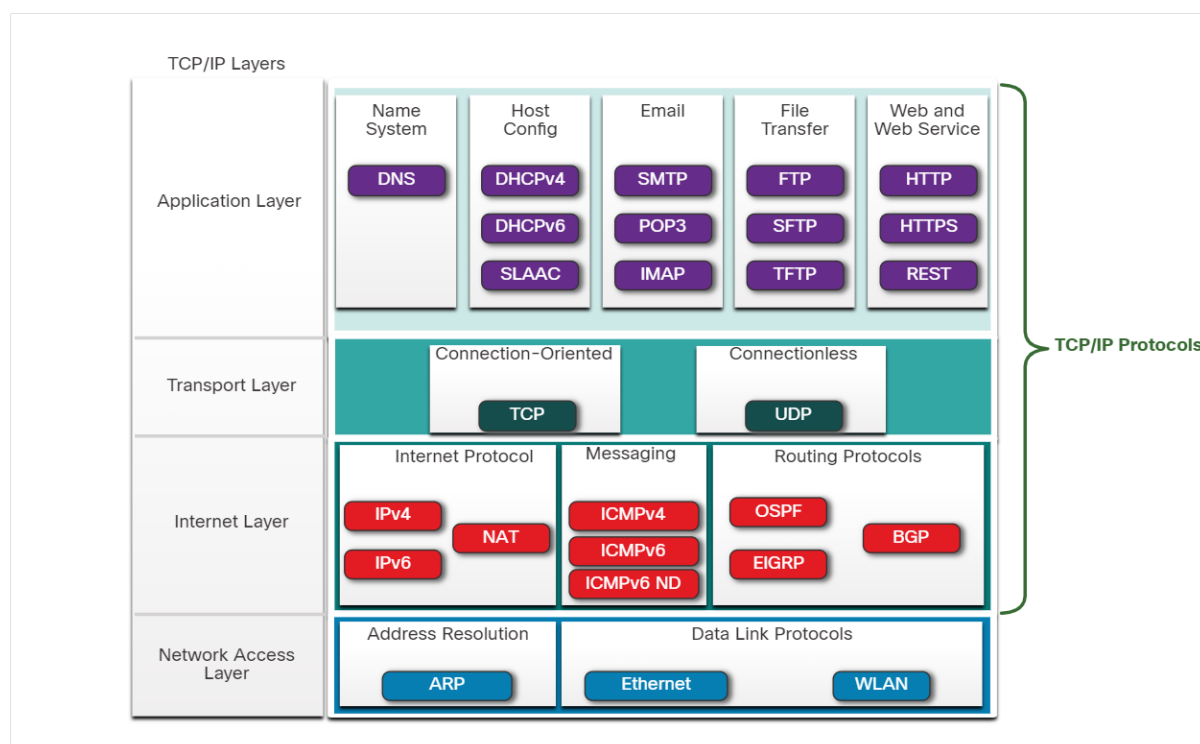 TCP/IP Layers
Application Layer
Name
System
DNS
Host
Config
DHCPv4
DHCPv6
SLAAC
Email
SMTP
POP3
IMAP
File
Transfer
FTP
SFTP
TFTP
Web and
Web Service
HTTP
HTTPS
REST
TCP/IP Protocols
Transport Layer
Connection-Oriented
TCP
Connectionless
UDP
Internet Layer
Internet Protocol
IPv4
NAT
IPv6
Messaging
ICMPv4
ICMPv6
ICMPv6 ND
Routing Protocols
OSPF
BGP
EIGRP
Network Access
Layer
Address Resolution
ARP
Data Link Protocols
Ethernet
WLAN